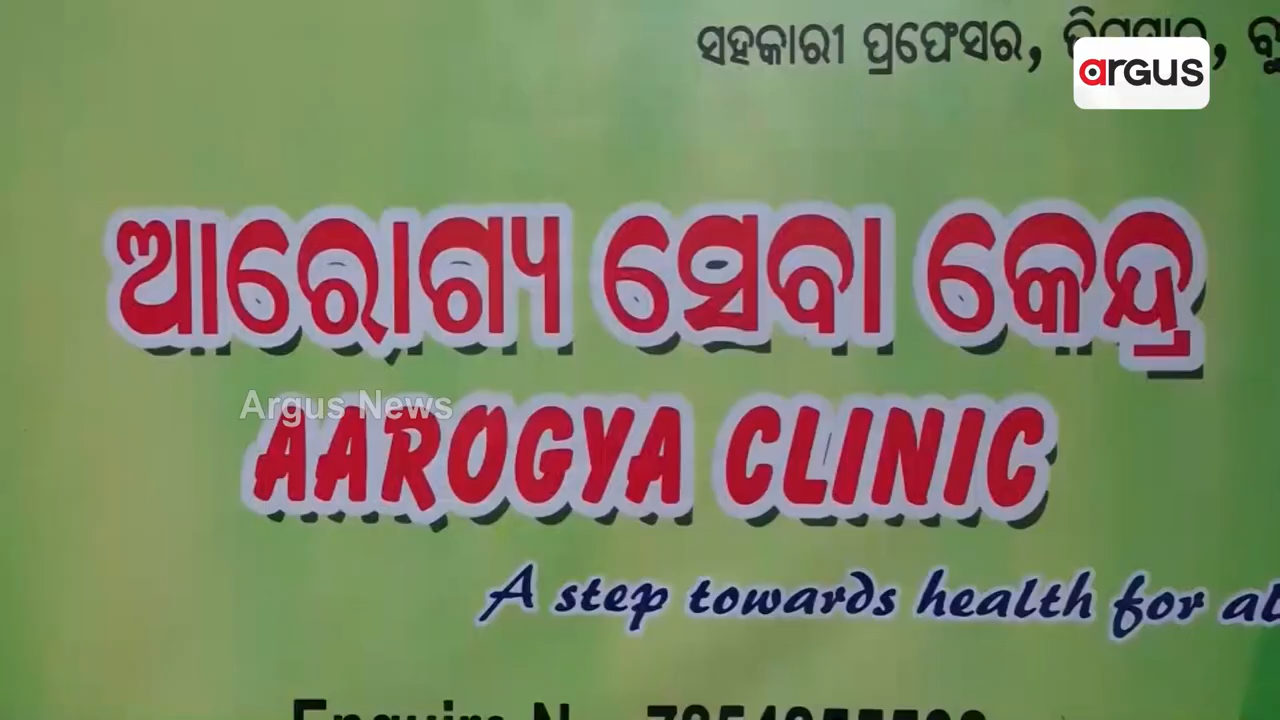 ସହକାରୀ ପ୍ରଫେସର,
argus
ଆରୋଗ୍ୟ ସେବା କେନ୍ଦ୍ର
Argus News
AAROGYA CLINIC
A step towards health for